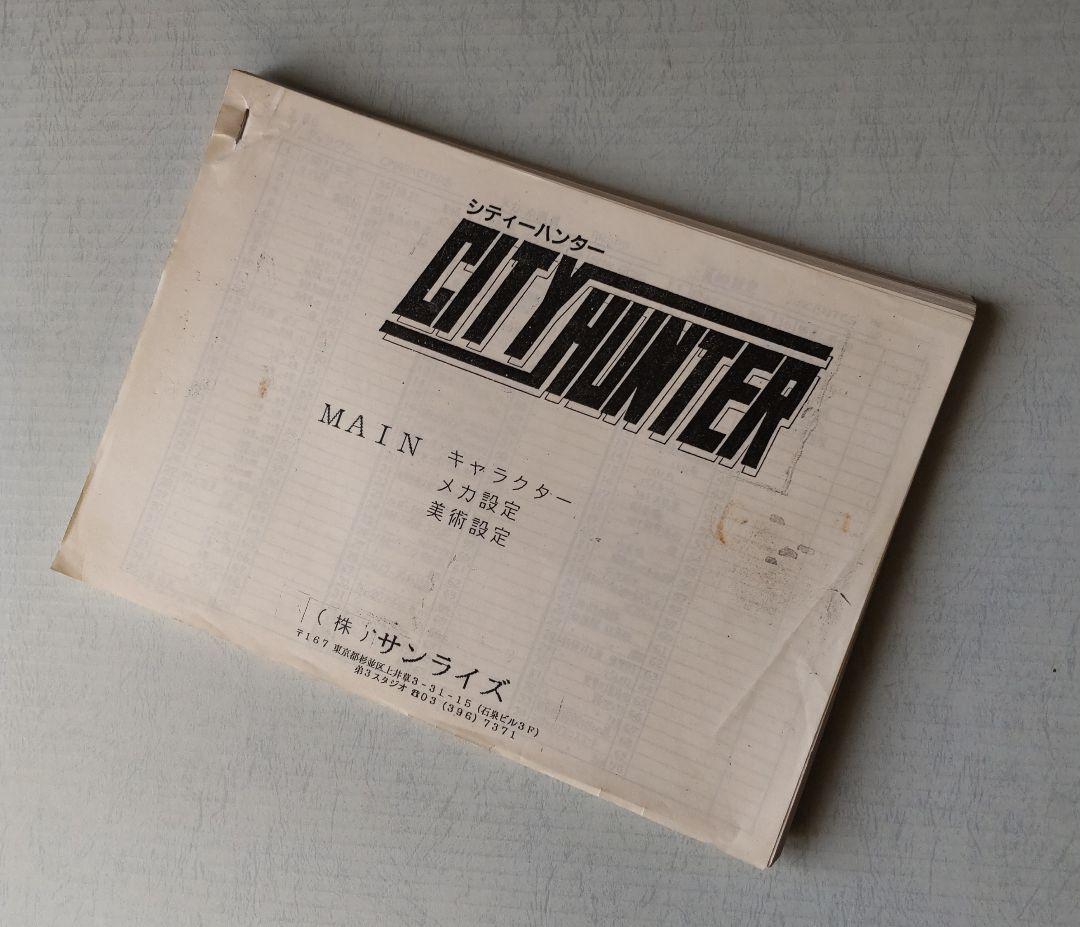 シティーハンター
CITY HUNTER
MAIN キャラクター
メカ設定
美術設定
(株)サンライズ
〒167 東京都杉並区上井草3-31-15 (石泉ビル3F)
弟3スタジオ ☎03 (396) 7371